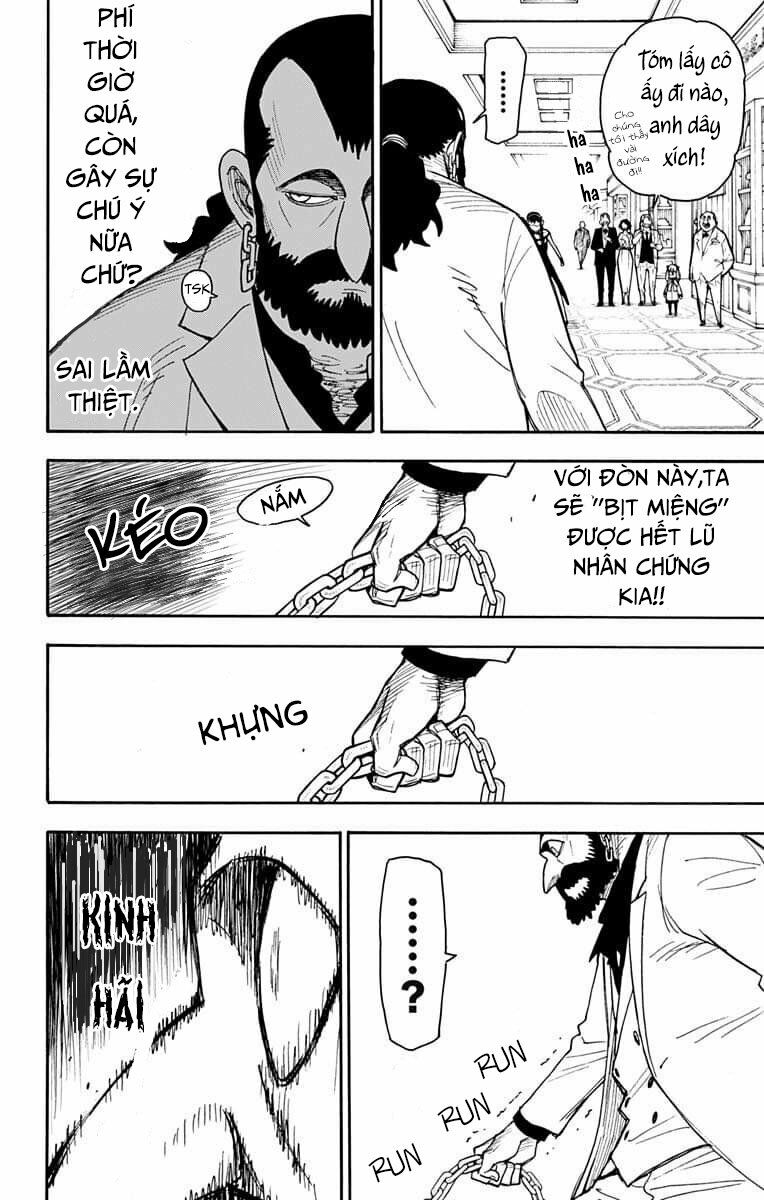 Tóm lấy cô
ấy đi nào,
anh dây
xích!
Cho
chúng
tôi thấy
vài
đường
đi!!
hà
ha
ha
........
PHÍ
THỜI
GIỜ
QUÁ,
CÒN
GÂY SỰ
CHÚ Ý
NỮA
CHỨ?
TSK
SAI LẦM
THIỆT.
VỚI ĐÒN NÀY,TA
SẼ "BỊT MIỆNG"
ĐƯỢC HẾT LŨ
NHÂN CHỨNG
KIA!!
NẮM
KÉO
KHỰNG
........?
RUN
RUN
RUN
KINH
HÃI